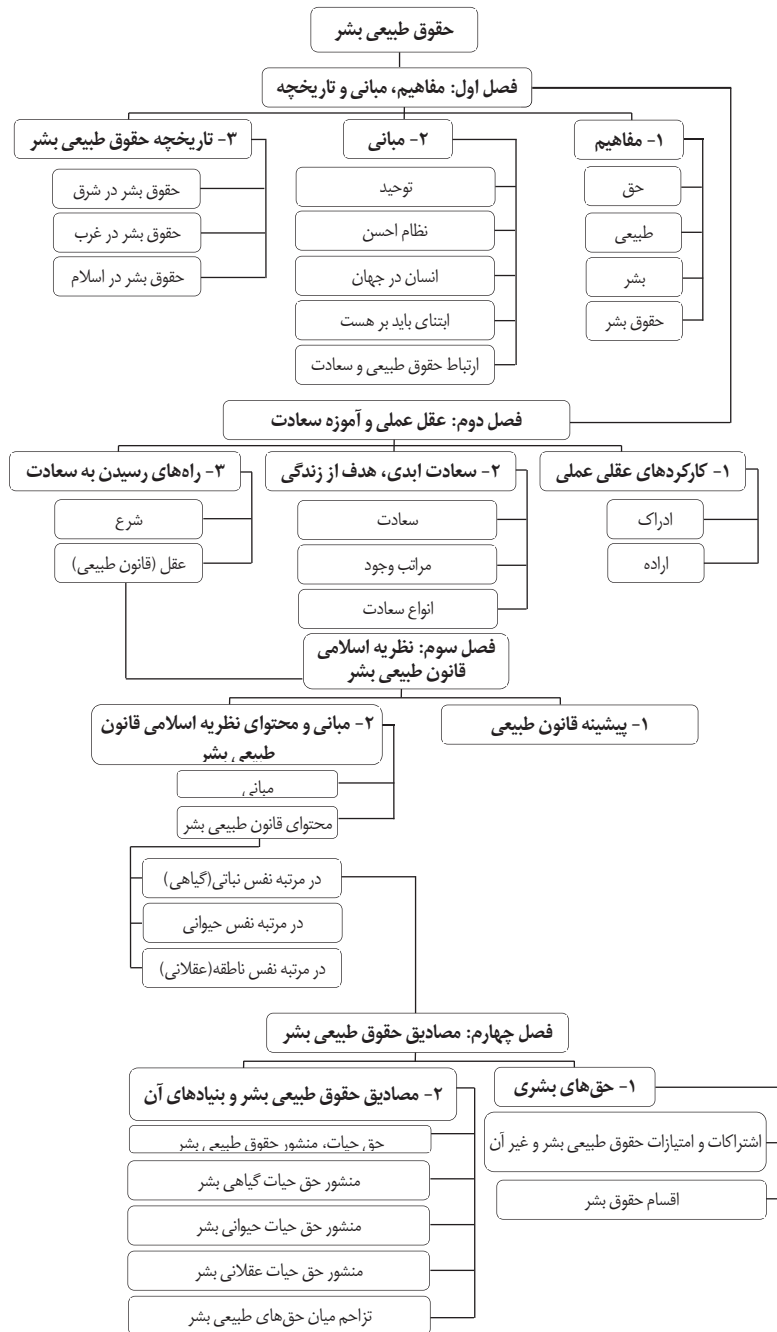 حقوق طبیعی بشر
فصل اول: مفاهیم، مبانی و تاریخچه
۱- مفاهیم
حق
طبیعی
بشر
حقوق بشر
۲- مبانی
توحید
نظام احسن
انسان در جهان
ابتنای باید بر هست
ارتباط حقوق طبیعی و سعادت
۳- تاریخچه حقوق طبیعی بشر
حقوق بشر در شرق
حقوق بشر در غرب
حقوق بشر در اسلام
فصل دوم: عقل عملی و آموزه سعادت
۱- کارکردهای عقلی عملی
ادراک
اراده
۲- سعادت ابدی، هدف از زندگی
سعادت
مراتب وجود
انواع سعادت
۳- راه‌های رسیدن به سعادت
شرع
عقل (قانون طبیعی)
فصل سوم: نظریه اسلامی
قانون طبیعی بشر
۱- پیشینه قانون طبیعی
۲- مبانی و محتوای نظریه اسلامی قانون
طبیعی بشر
مبانی
محتوای قانون طبیعی بشر
در مرتبه نفس نباتی(گیاهی)
در مرتبه نفس حیوانی
در مرتبه نفس ناطقه(عقلانی)
فصل چهارم: مصادیق حقوق طبیعی بشر
۱- حق‌های بشری
اشتراکات و امتیازات حقوق طبیعی بشر و غیر آن
اقسام حقوق بشر
۲- مصادیق حقوق طبیعی بشر و بنیادهای آن
حق حیات، منشور حقوق طبیعی بشر
منشور حق حیات گیاهی بشر
منشور حق حیات حیوانی بشر
منشور حق حیات عقلانی بشر
تزاحم میان حق‌های طبیعی بشر